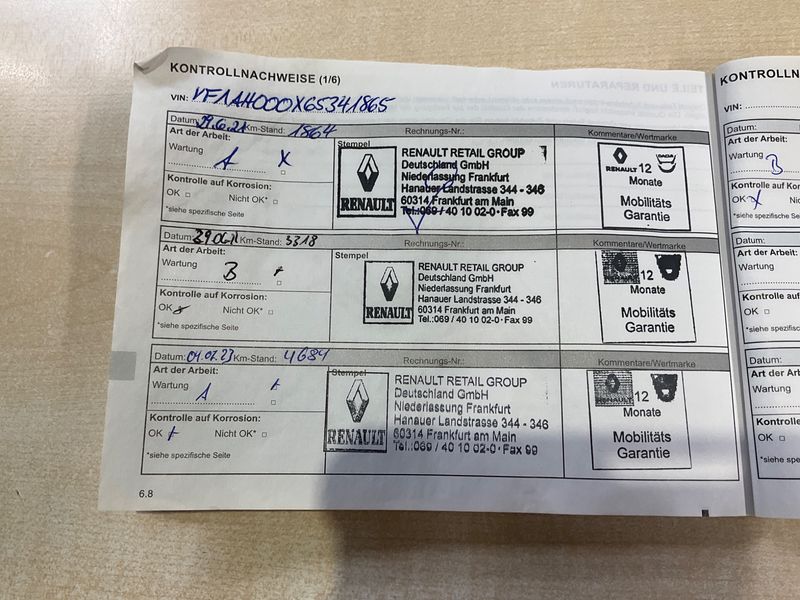 KONTROLLNACHWEISE (1/6)
VIN: VF1AH000X65341865
Datum: Km-Stand: 1864 Rechnungs-Nr.: Kommentare/Wertmarke
Art der Arbeit:
Wartung A X
Kontrolle auf Korrosion:
OK Nicht OK*
*siehe spezifische Seite
Stempel
RENAULT
RENAULT RETAIL GROUP
Deutschland GmbH
Niederlassung Frankfurt
Hanauer Landstrasse 344 - 346
60314 Frankfurt am Main
Tel.:069 / 40 10 02-0 · Fax 99
RENAULT 12 DACIA
Monate
Mobilitäts
Garantie
Datum: Km-Stand: 3318 Rechnungs-Nr.: Kommentare/Wertmarke
Art der Arbeit:
Wartung B
Kontrolle auf Korrosion:
OK Nicht OK*
*siehe spezifische Seite
Stempel
RENAULT
RENAULT RETAIL GROUP
Deutschland GmbH
Niederlassung Frankfurt
Hanauer Landstrasse 344 - 346
60314 Frankfurt am Main
Tel.:069 / 40 10 02-0 · Fax 99
12
Monate
Mobilitäts
Garantie
Datum: 01.02.23 Km-Stand: 4684 Rechnungs-Nr.: Kommentare/Wertmarke
Art der Arbeit:
Wartung A
Kontrolle auf Korrosion:
OK Nicht OK*
*siehe spezifische Seite
Stempel
RENAULT
RENAULT RETAIL GROUP
Deutschland GmbH
Niederlassung Frankfurt
Hanauer Landstrasse 344 - 346
60314 Frankfurt am Main
Tel.:069 / 40 10 02-0 · Fax 99
12
Monate
Mobilitäts
Garantie
6.8
KONTROLLN
VIN:
Datum:
Art der Arbeit:
Wartung B
Kontrolle auf
OK X
*siehe spezifische
Datum:
Art der Arbeit:
Wartung
Kontrolle auf
OK
*siehe spezifisch
Datum:
Art der Arbeit:
Wartung
Kontrolle auf
OK
*siehe spezi